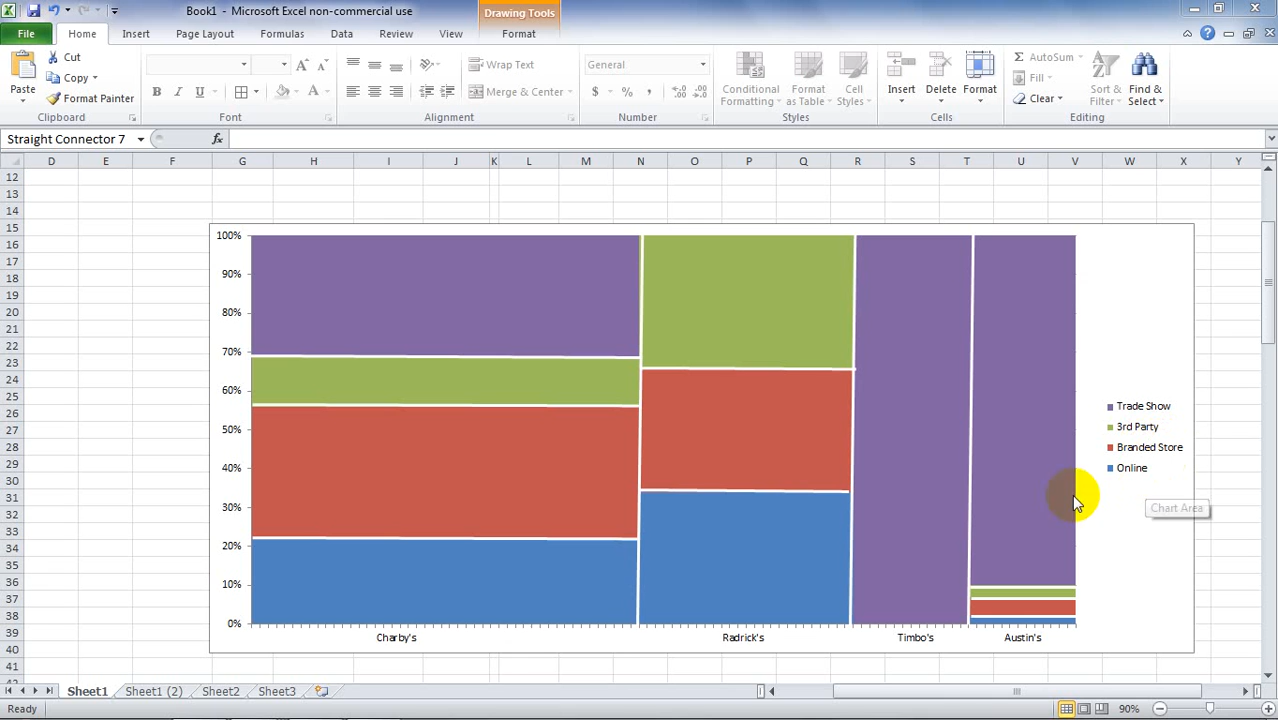 Book1 - Microsoft Excel non-commercial use
Drawing Tools
File Home Insert Page Layout Formulas Data Review View Format
Cut
Copy
Format Painter
Paste
Clipboard
B I U
A A
A
Font
Wrap Text
Merge & Center
Alignment
General
$ % ,
Number
Conditional Formatting
Format as Table
Cell Styles
Styles
Insert
Delete
Format
Cells
Σ AutoSum
Fill
Clear
Sort & Filter
Find & Select
Editing
Straight Connector 7
fx
D E F G H I J K L M N O P Q R S T U V W X Y
12
13
14
15
16
17
18
19
20
21
22
23
24
25
26
27
28
29
30
31
32
33
34
35
36
37
38
39
40
41
100%
90%
80%
70%
60%
50%
40%
30%
20%
10%
0%
Charby's Radrick's Timbo's Austin's
Trade Show
3rd Party
Branded Store
Online
Chart Area
Sheet1 Sheet1 (2) Sheet2 Sheet3
Ready
90%